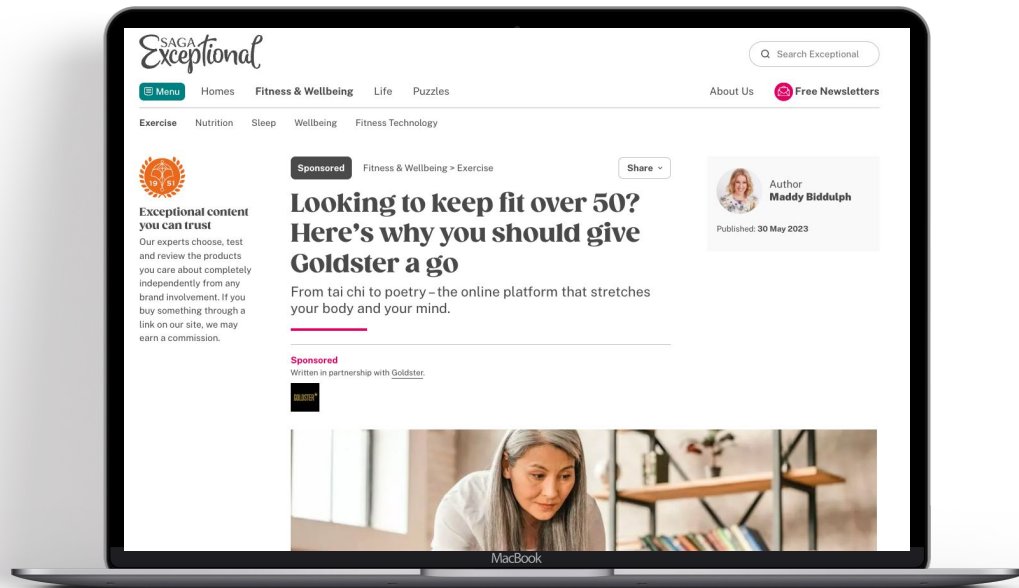 SAGA
Exceptional
Search Exceptional
Menu
Homes
Fitness & Wellbeing
Life
Puzzles
About Us
Free Newsletters
Exercise
Nutrition
Sleep
Wellbeing
Fitness Technology
1951
Exceptional content
you can trust
Our experts choose, test
and review the products
you care about completely
independently from any
brand involvement. If you
buy something through a
link on our site, we may
earn a commission.
Sponsored
Fitness & Wellbeing > Exercise
Share
Looking to keep fit over 50?
Here's why you should give
Goldster a go
From tai chi to poetry – the online platform that stretches
your body and your mind.
Sponsored
Written in partnership with Goldster.
GOLDSTER
Author
Maddy Biddulph
Published: 30 May 2023
MacBook